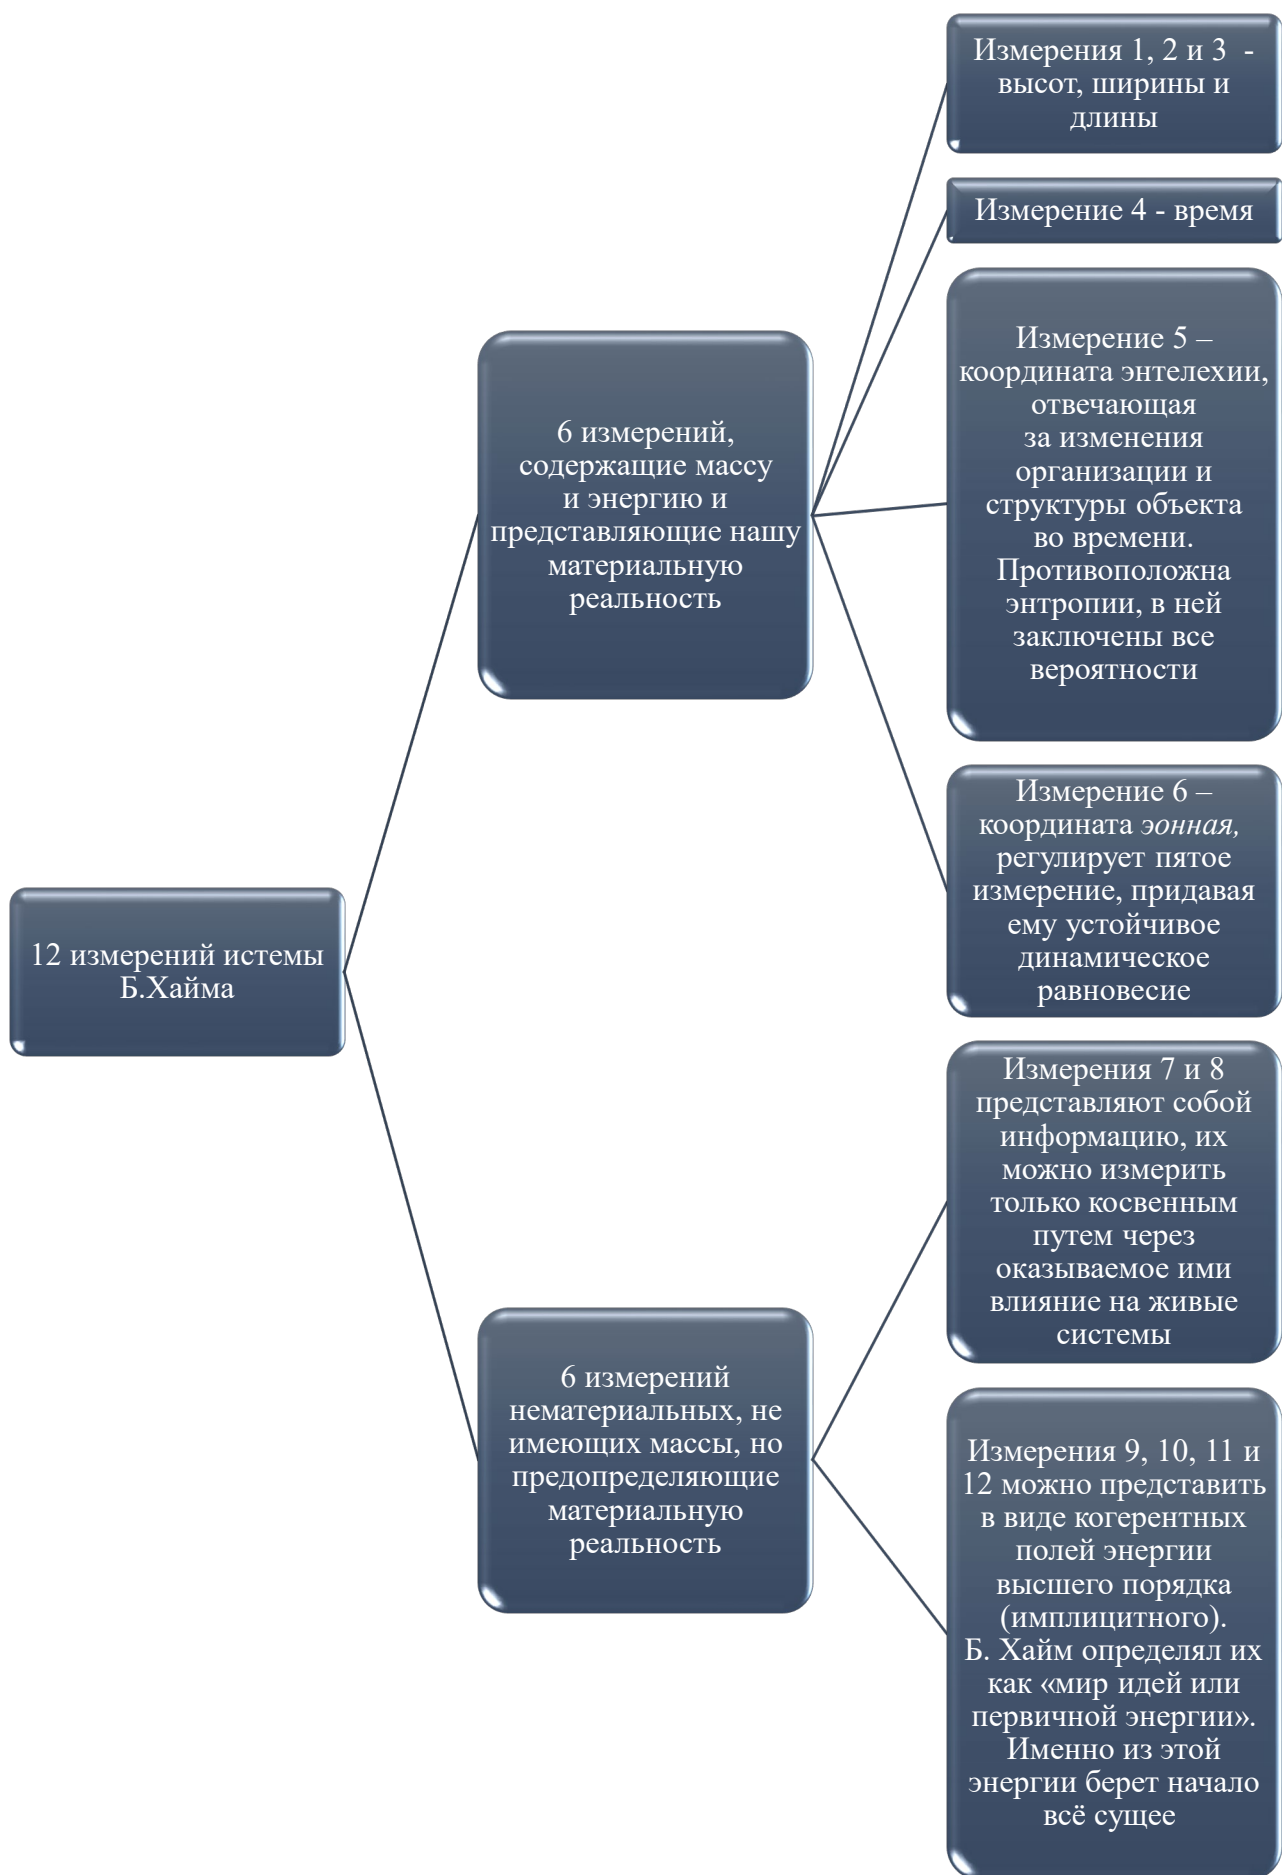 12 измерений истемы
Б.Хайма
6 измерений,
содержащие массу
и энергию и
представляющие нашу
материальную
реальность
Измерения 1, 2 и 3 -
высот, ширины и
длины
Измерение 4 - время
Измерение 5 –
координата энтелехии,
отвечающая
за изменения
организации и
структуры объекта
во времени.
Противоположна
энтропии, в ней
заключены все
вероятности
Измерение 6 –
координата эонная,
регулирует пятое
измерение, придавая
ему устойчивое
динамическое
равновесие
6 измерений
нематериальных, не
имеющих массы, но
предопределяющие
материальную
реальность
Измерения 7 и 8
представляют собой
информацию, их
можно измерить
только косвенным
путем через
оказываемое ими
влияние на живые
системы
Измерения 9, 10, 11 и
12 можно представить
в виде когерентных
полей энергии
высшего порядка
(имплицитного).
Б. Хайм определял их
как «мир идей или
первичной энергии».
Именно из этой
энергии берет начало
всё сущее